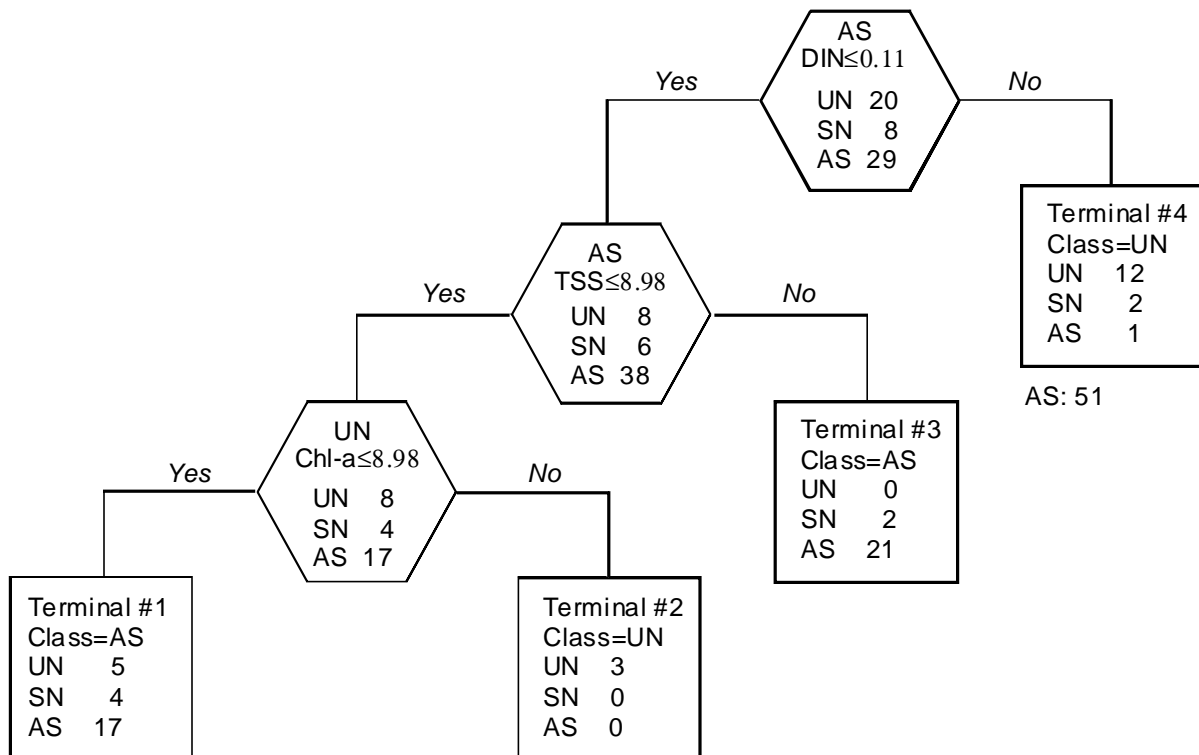 AS
DIN≤0.11
UN 20
SN 8
AS 29
Yes
No
Terminal #4
Class=UN
UN 12
SN 2
AS 1
AS: 51
AS
TSS≤8.98
UN 8
SN 6
AS 38
Yes
No
Terminal #3
Class=AS
UN 0
SN 2
AS 21
UN
Chl-a≤8.98
UN 8
SN 4
AS 17
Yes
No
Terminal #1
Class=AS
UN 5
SN 4
AS 17
Terminal #2
Class=UN
UN 3
SN 0
AS 0